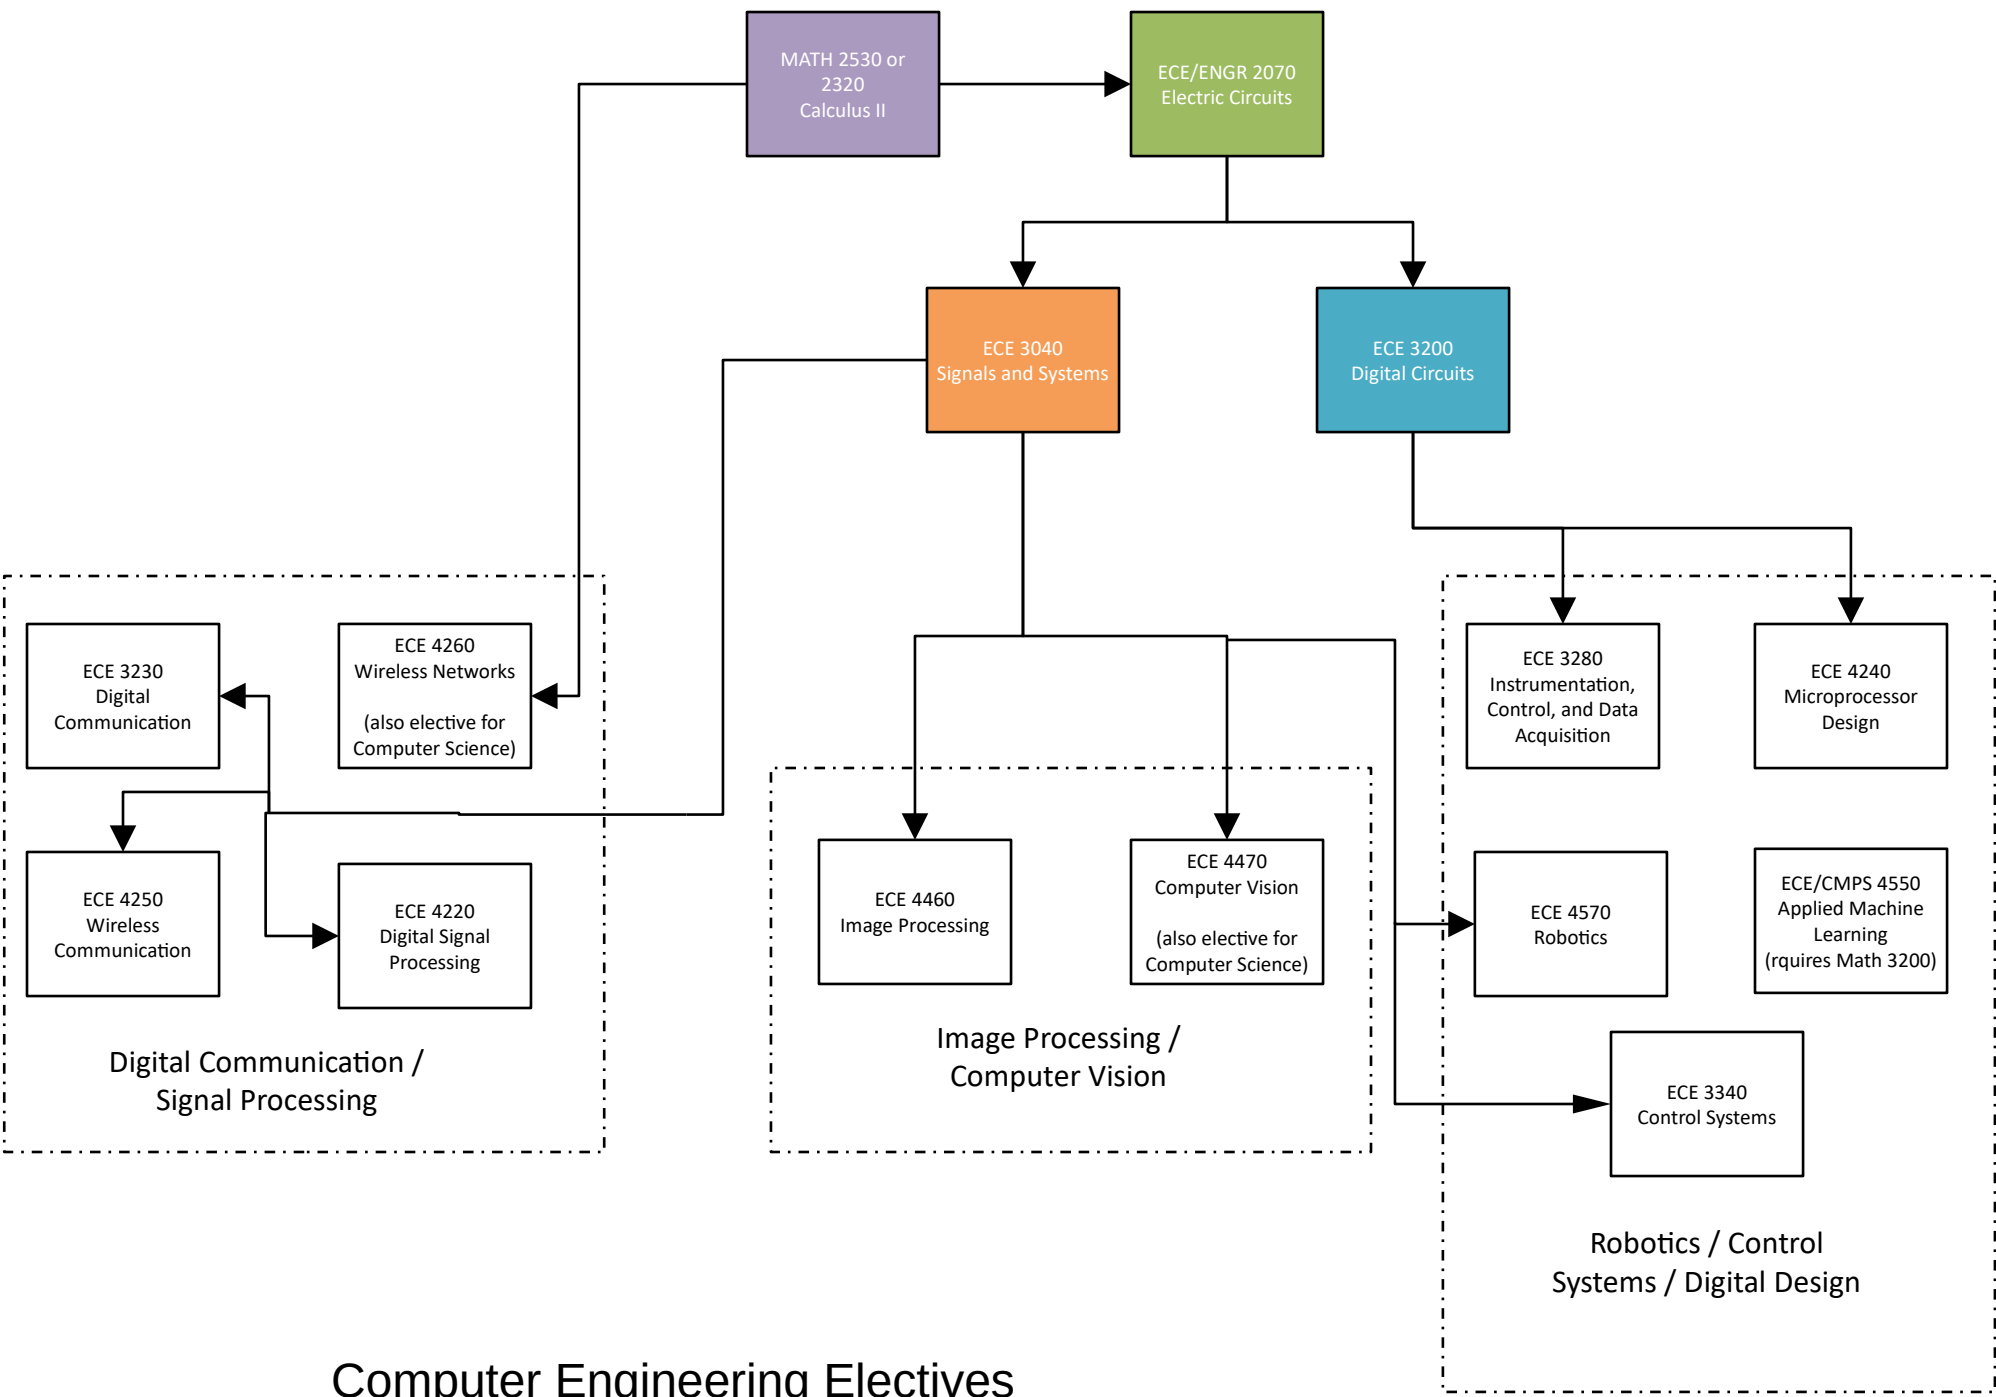 MATH 2530 or
2320
Calculus II
ECE/ENGR 2070
Electric Circuits
ECE 3040
Signals and Systems
ECE 3200
Digital Circuits
ECE 3230
Digital
Communication
ECE 4260
Wireless Networks
(also elective for
Computer Science)
ECE 3280
Instrumentation,
Control, and Data
Acquisition
ECE 4240
Microprocessor
Design
ECE 4250
Wireless
Communication
ECE 4220
Digital Signal
Processing
ECE 4460
Image Processing
ECE 4470
Computer Vision
(also elective for
Computer Science)
ECE 4570
Robotics
ECE/CMPS 4550
Applied Machine
Learning
(rquires Math 3200)
Digital Communication /
Signal Processing
Image Processing /
Computer Vision
ECE 3340
Control Systems
Robotics / Control
Systems / Digital Design
Computer Engineering Electives